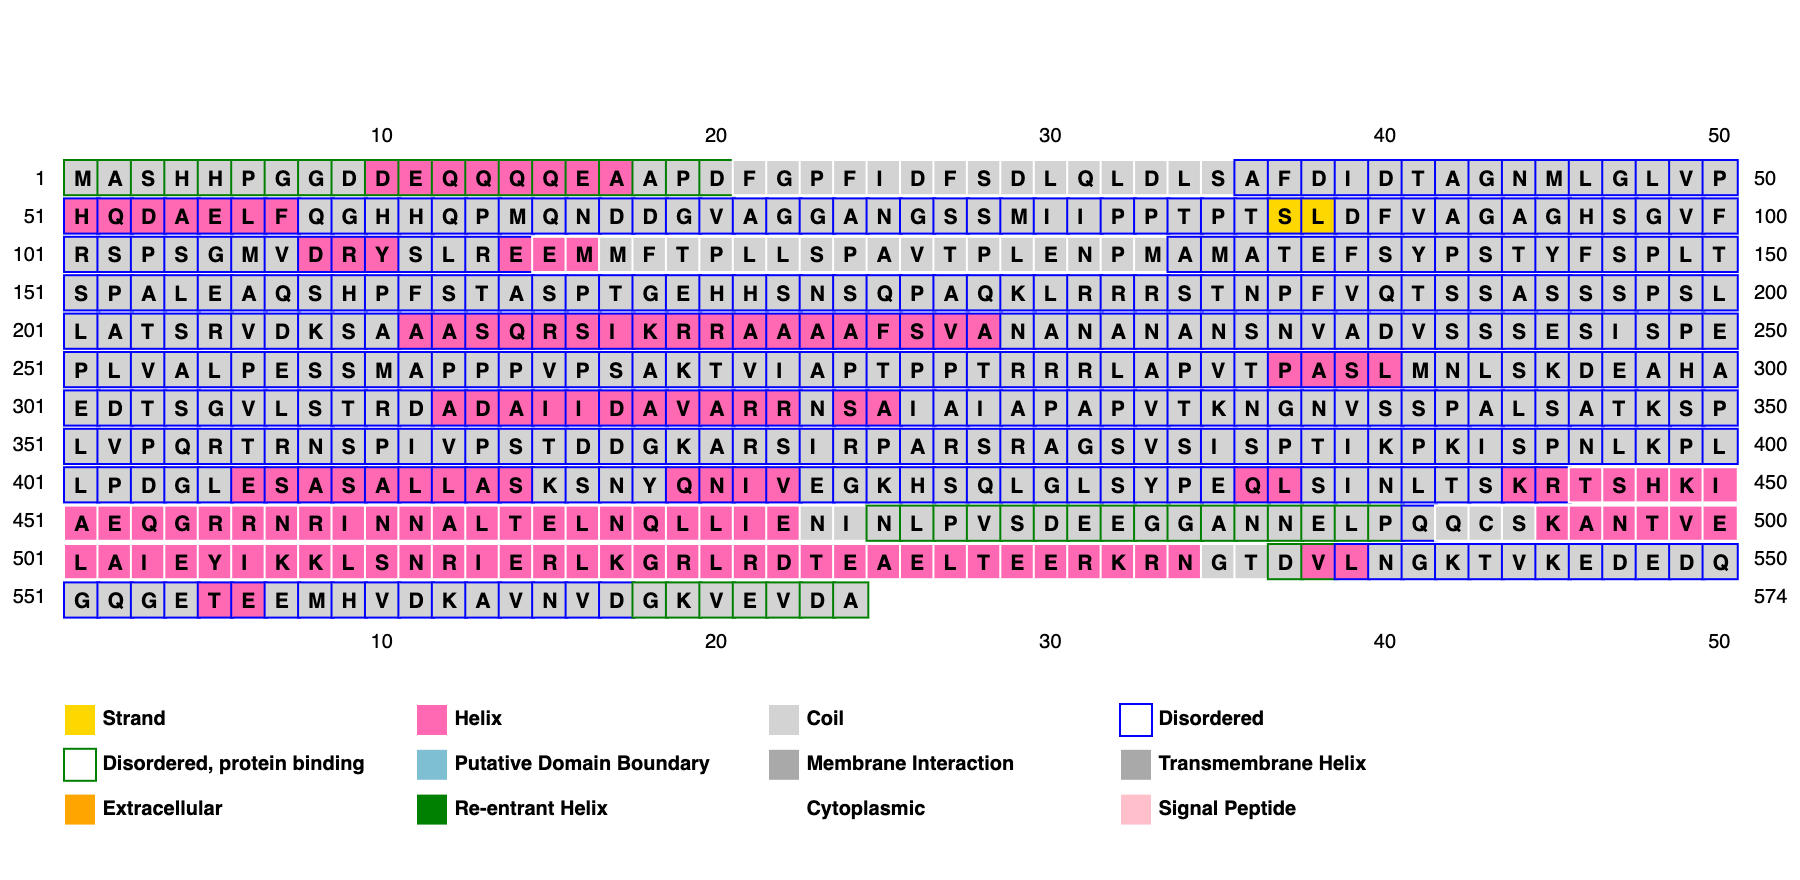 10 20 30 40 50
1 M A S H H P G G D D E Q Q Q Q E A A P D F G P F I D F S D L Q L D L S A F D I D T A G N M L G L V P 50
51 H Q D A E L F Q G H H Q P M Q N D D G V A G G A N G S S M I I P P T P T S L D F V A G A G H S G V F 100
101 R S P S G M V D R Y S L R E E M M F T P L L S P A V T P L E N P M A M A T E F S Y P S T Y F S P L T 150
151 S P A L E A Q S H P F S T A S P T G E H H S N S Q P A Q K L R R R S T N P F V Q T S S A S S S P S L 200
201 L A T S R V D K S A A A S Q R S I K R R A A A A F S V A N A N A N A N S N V A D V S S S E S I S P E 250
251 P L V A L P E S S M A P P P V P S A K T V I A P T P P T R R R L A P V T P A S L M N L S K D E A H A 300
301 E D T S G V L S T R D A D A I I D A V A R R N S A I A I A P A P V T K N G N V S S P A L S A T K S P 350
351 L V P Q R T R N S P I V P S T D D G K A R S I R P A R S R A G S V S I S P T I K P K I S P N L K P L 400
401 L P D G L E S A S A L L A S K S N Y Q N I V E G K H S Q L G L S Y P E Q L S I N L T S K R T S H K I 450
451 A E Q G R R N R I N N A L T E L N Q L L I E N I N L P V S D E E G G A N N E L P Q Q C S K A N T V E 500
501 L A I E Y I K K L S N R I E R L K G R L R D T E A E L T E E R K R N G T D V L N G K T V K E D E D Q 550
551 G Q G E T E E M H V D K A V N V D G K V E V D A 574
10 20 30 40 50
Strand Helix Coil Disordered
Disordered, protein binding Putative Domain Boundary Membrane Interaction Transmembrane Helix
Extracellular Re-entrant Helix Cytoplasmic Signal Peptide